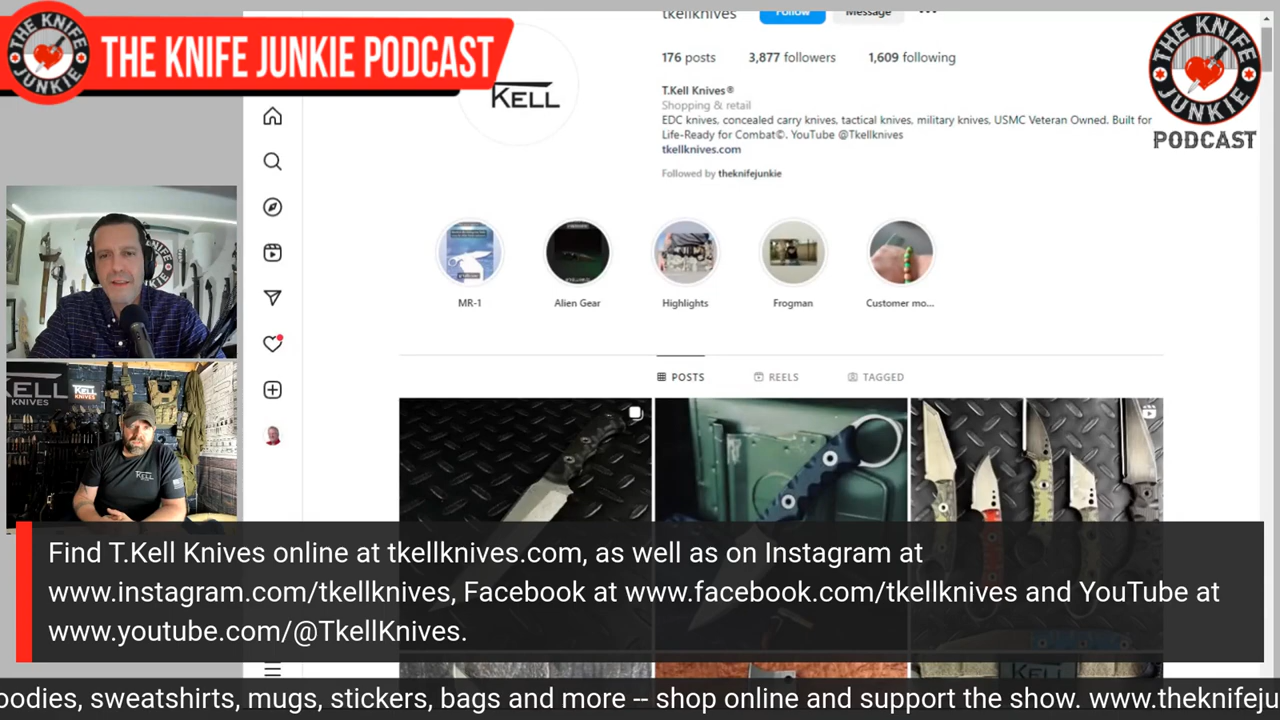 THE KNIFE JUNKIE
THE KNIFE JUNKIE PODCAST
tkellknives
Follow
Message
176 posts 3,877 followers 1,609 following
T.Kell Knives®
Shopping & retail
EDC knives, concealed carry knives, tactical knives, military knives, USMC Veteran Owned. Built for
Life-Ready for Combat©. YouTube @Tkellknives
tkellknives.com
Followed by theknifejunkie
KELL
THE KNIFE JUNKIE
PODCAST
MR-1 Alien Gear Highlights Frogman Customer mo...
POSTS REELS TAGGED
KELL
KNIVES
KELL
KNIVES
KELL
Find T.Kell Knives online at tkellknives.com, as well as on Instagram at
www.instagram.com/tkellknives, Facebook at www.facebook.com/tkellknives and YouTube at
www.youtube.com/@TkellKnives.
oodies, sweatshirts, mugs, stickers, bags and more -- shop online and support the show. www.theknifeju